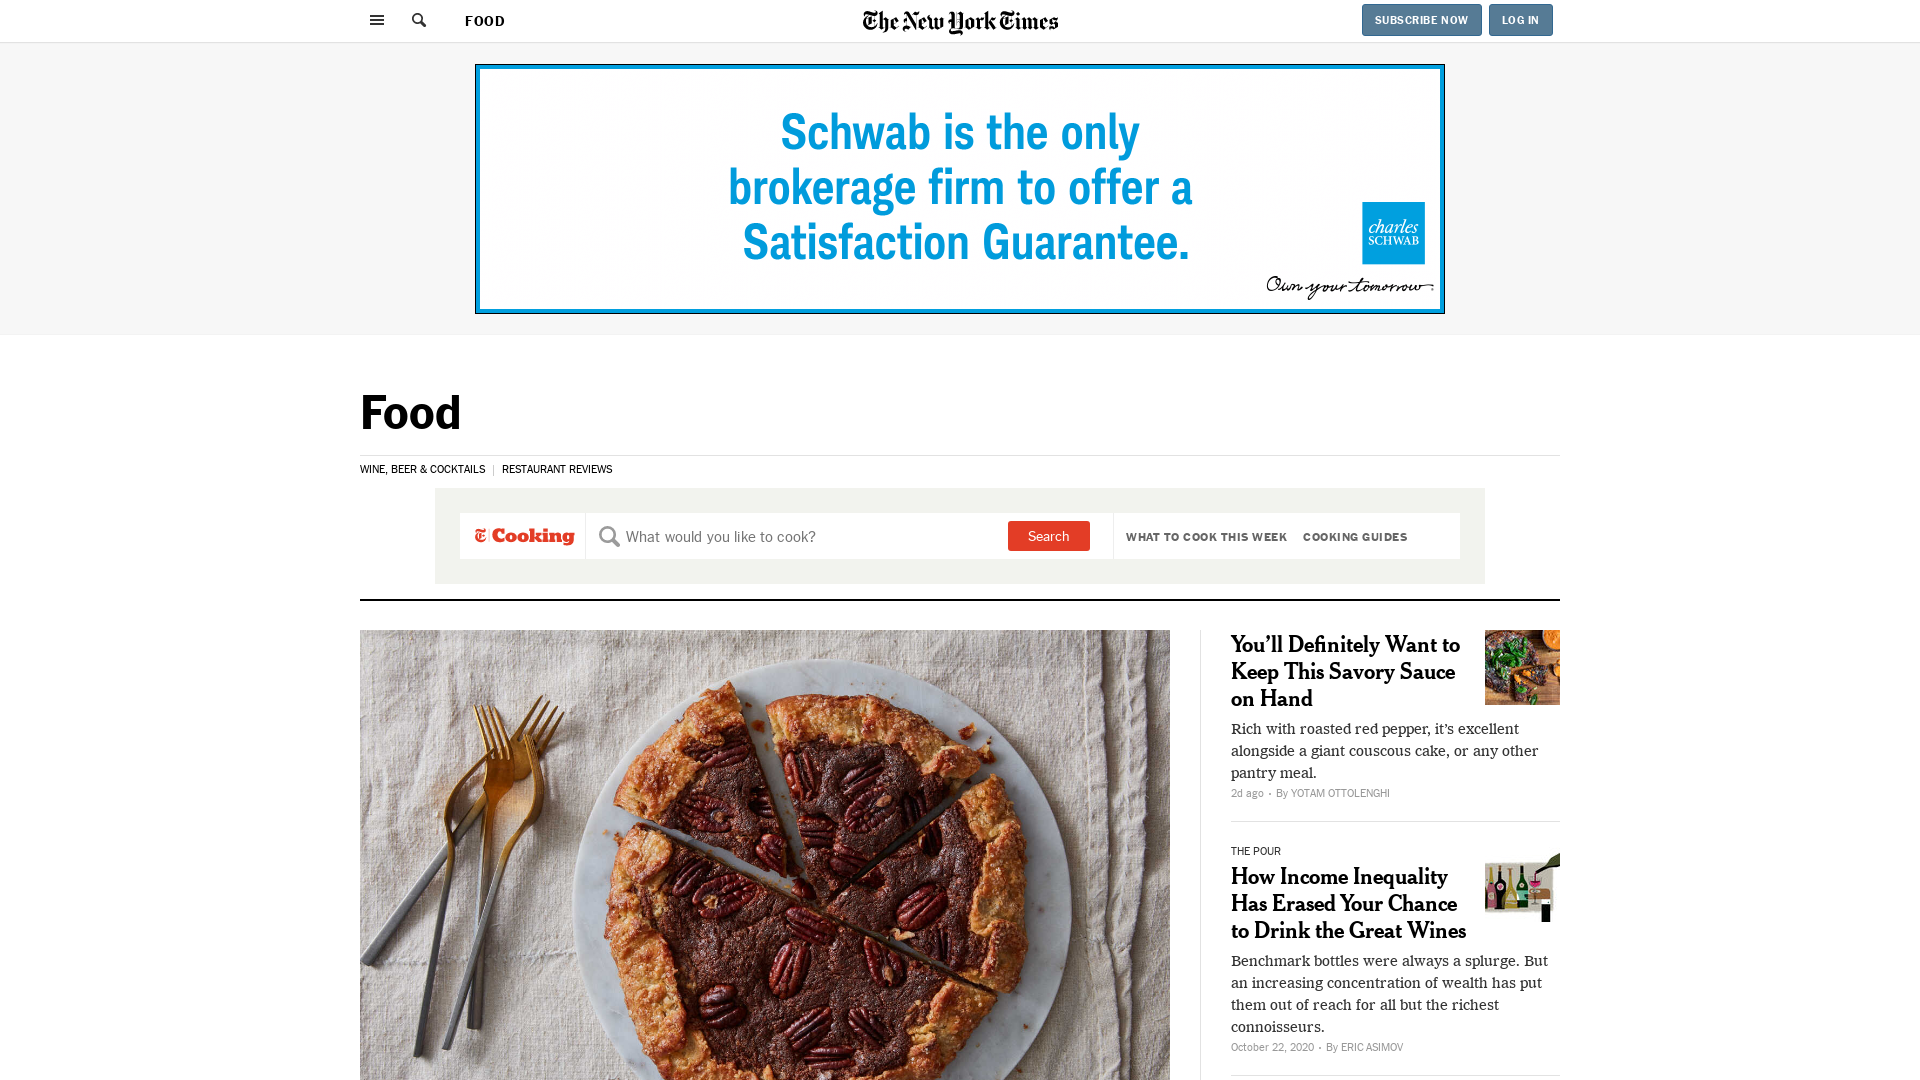 FOOD
The New York Times
SUBSCRIBE NOW
LOG IN
Schwab is the only
brokerage firm to offer a
Satisfaction Guarantee.
charles
SCHWAB
Own your tomorrow.
Food
WINE, BEER & COCKTAILS
RESTAURANT REVIEWS
T Cooking
What would you like to cook?
Search
WHAT TO COOK THIS WEEK
COOKING GUIDES
You’ll Definitely Want to
Keep This Savory Sauce
on Hand
Rich with roasted red pepper, it’s excellent
alongside a giant couscous cake, or any other
pantry meal.
2d ago • By YOTAM OTTOLENGHI
THE POUR
How Income Inequality
Has Erased Your Chance
to Drink the Great Wines
Benchmark bottles were always a splurge. But
an increasing concentration of wealth has put
them out of reach for all but the richest
connoisseurs.
October 22, 2020 • By ERIC ASIMOV